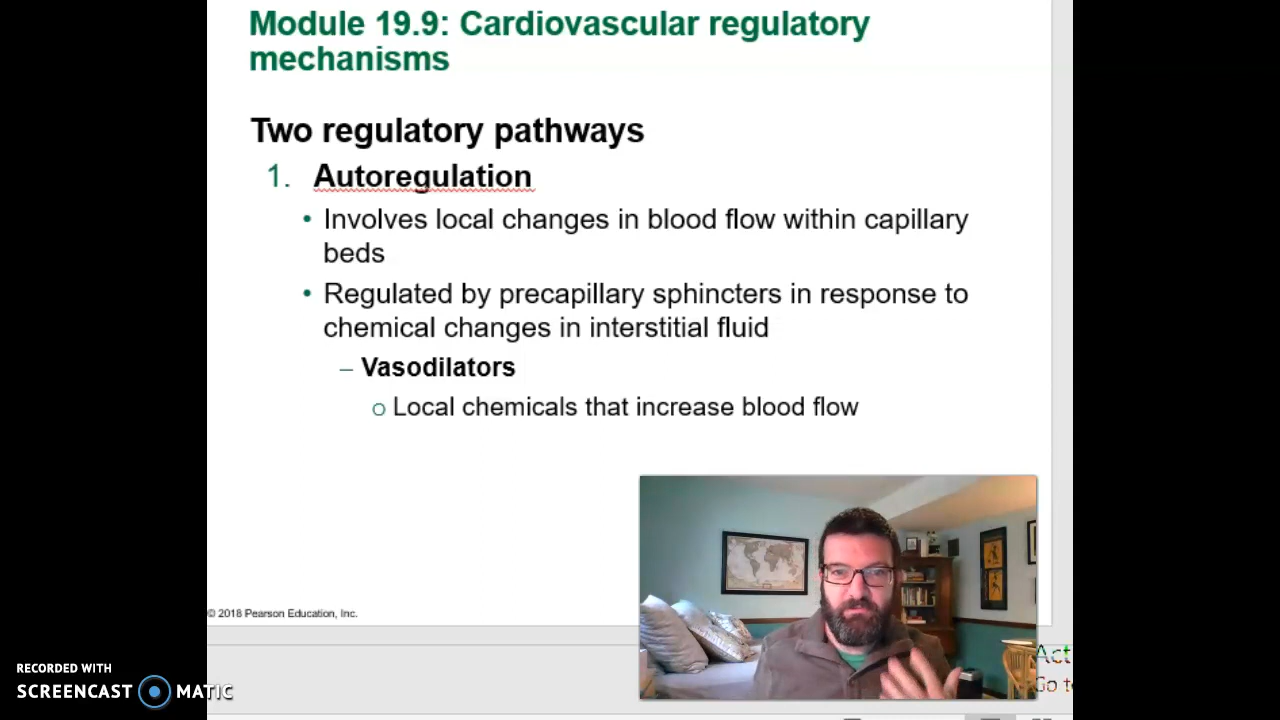 Module 19.9: Cardiovascular regulatory
mechanisms
Two regulatory pathways
1. Autoregulation
• Involves local changes in blood flow within capillary
beds
• Regulated by precapillary sphincters in response to
chemical changes in interstitial fluid
– Vasodilators
o Local chemicals that increase blood flow
© 2018 Pearson Education, Inc.
Act
Go t
RECORDED WITH
SCREENCAST MATIC